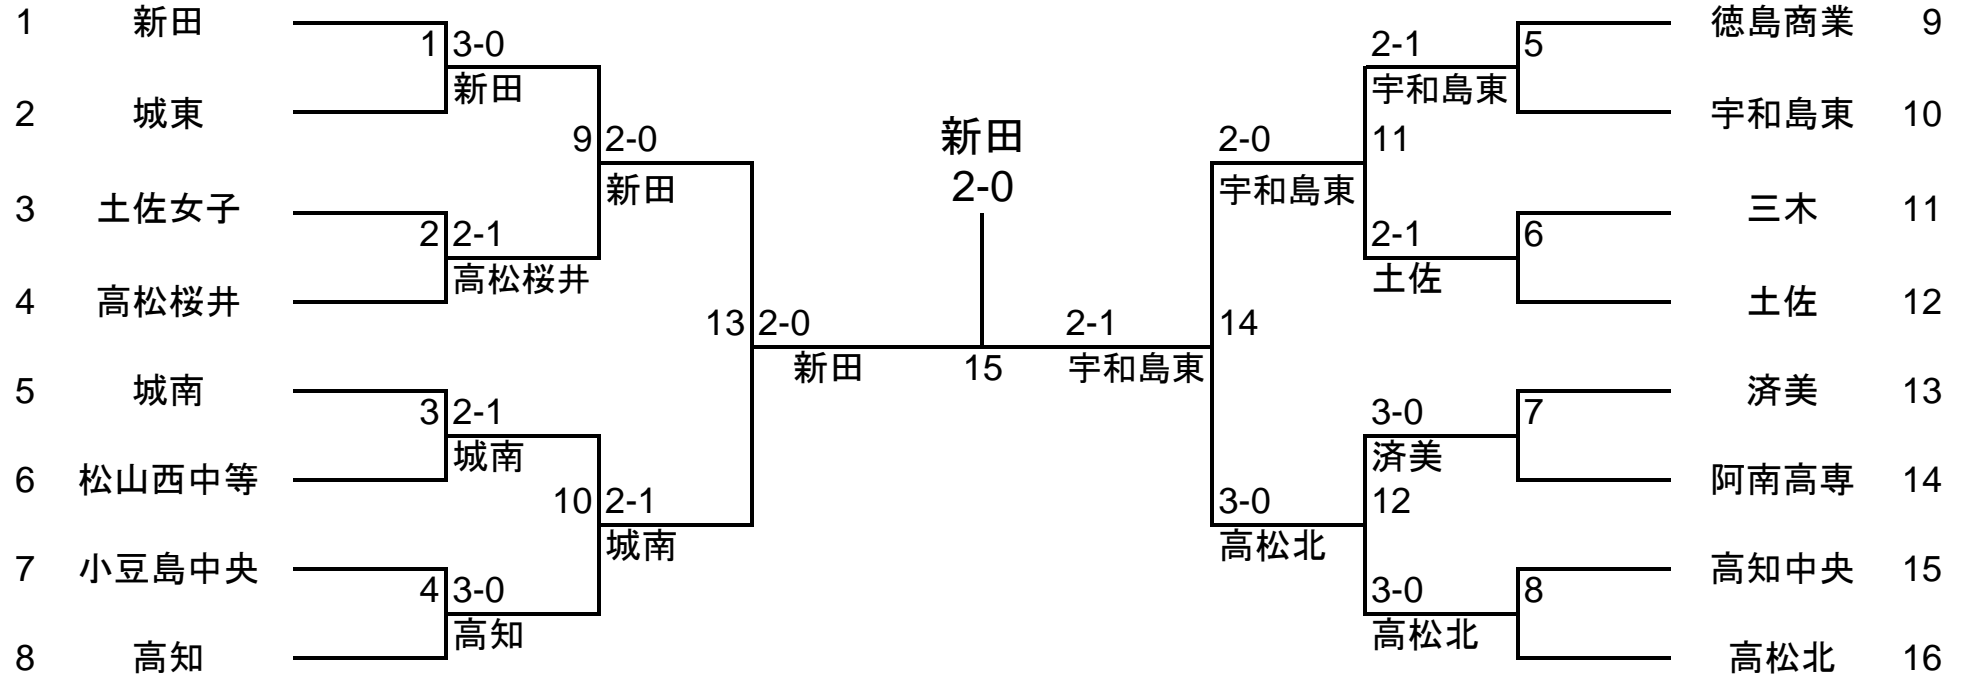 1 新田
1 3-0
新田
2 城東
9 2-0
新田
3 土佐女子
2 2-1
高松桜井
4 高松桜井
13 2-0
新田
5 城南
3 2-1
城南
6 松山西中等
10 2-1
城南
7 小豆島中央
4 3-0
高知
8 高知
新田
2-0
15
徳島商業 9
2-1 5
宇和島東
宇和島東 10
2-0 11
宇和島東
三木 11
2-1 6
土佐
土佐 12
2-1 14
宇和島東
済美 13
3-0 7
済美
阿南高専 14
3-0 12
高松北
高知中央 15
3-0 8
高松北
高松北 16